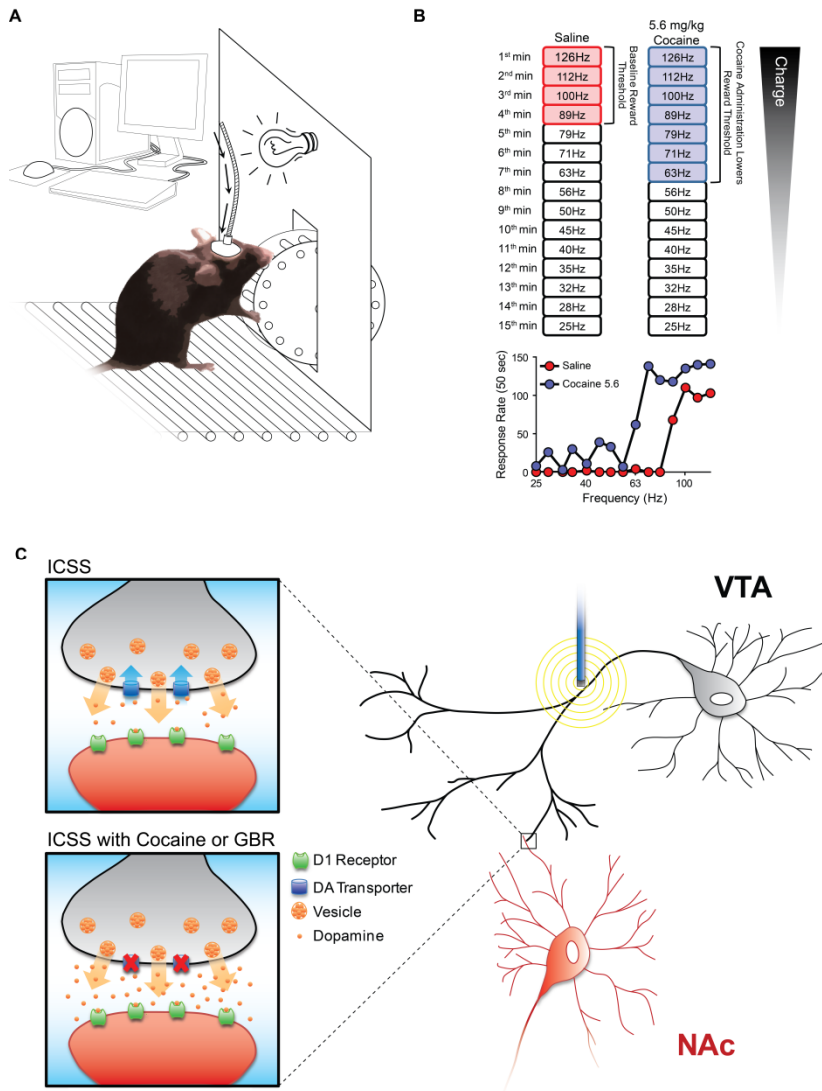 A
B
Saline
5.6 mg/kg
Cocaine
1st min 126Hz 126Hz
2nd min 112Hz 112Hz
3rd min 100Hz 100Hz
4th min 89Hz 89Hz
5th min 79Hz 79Hz
6th min 71Hz 71Hz
7th min 63Hz 63Hz
8th min 56Hz 56Hz
9th min 50Hz 50Hz
10th min 45Hz 45Hz
11th min 40Hz 40Hz
12th min 35Hz 35Hz
13th min 32Hz 32Hz
14th min 28Hz 28Hz
15th min 25Hz 25Hz
Baseline Reward
Threshold
Cocaine Administration Lowers
Reward Threshold
Charge
Response Rate (50 sec)
150
100
50
0
Saline
Cocaine 5.6
25 40 63 100
Frequency (Hz)
C
ICSS
VTA
ICSS with Cocaine or GBR
D1 Receptor
DA Transporter
Vesicle
Dopamine
NAc